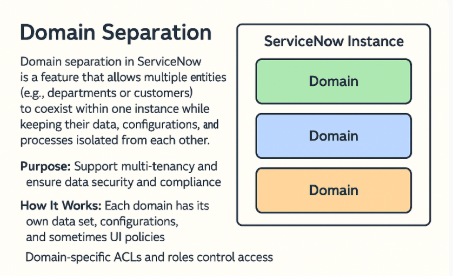 Domain Separation
Domain separation in ServiceNow
is a feature that allows multiple entities
(e.g., departments or customers)
to coexist within one instance while
keeping their data, configurations, and
processes isolated from each other.
Purpose: Support multi-tenancy and
ensure data security and compliance
How It Works: Each domain has its
own data set, configurations,
and sometimes UI policies
Domain-specific ACLs and roles control access
ServiceNow Instance
Domain
Domain
Domain